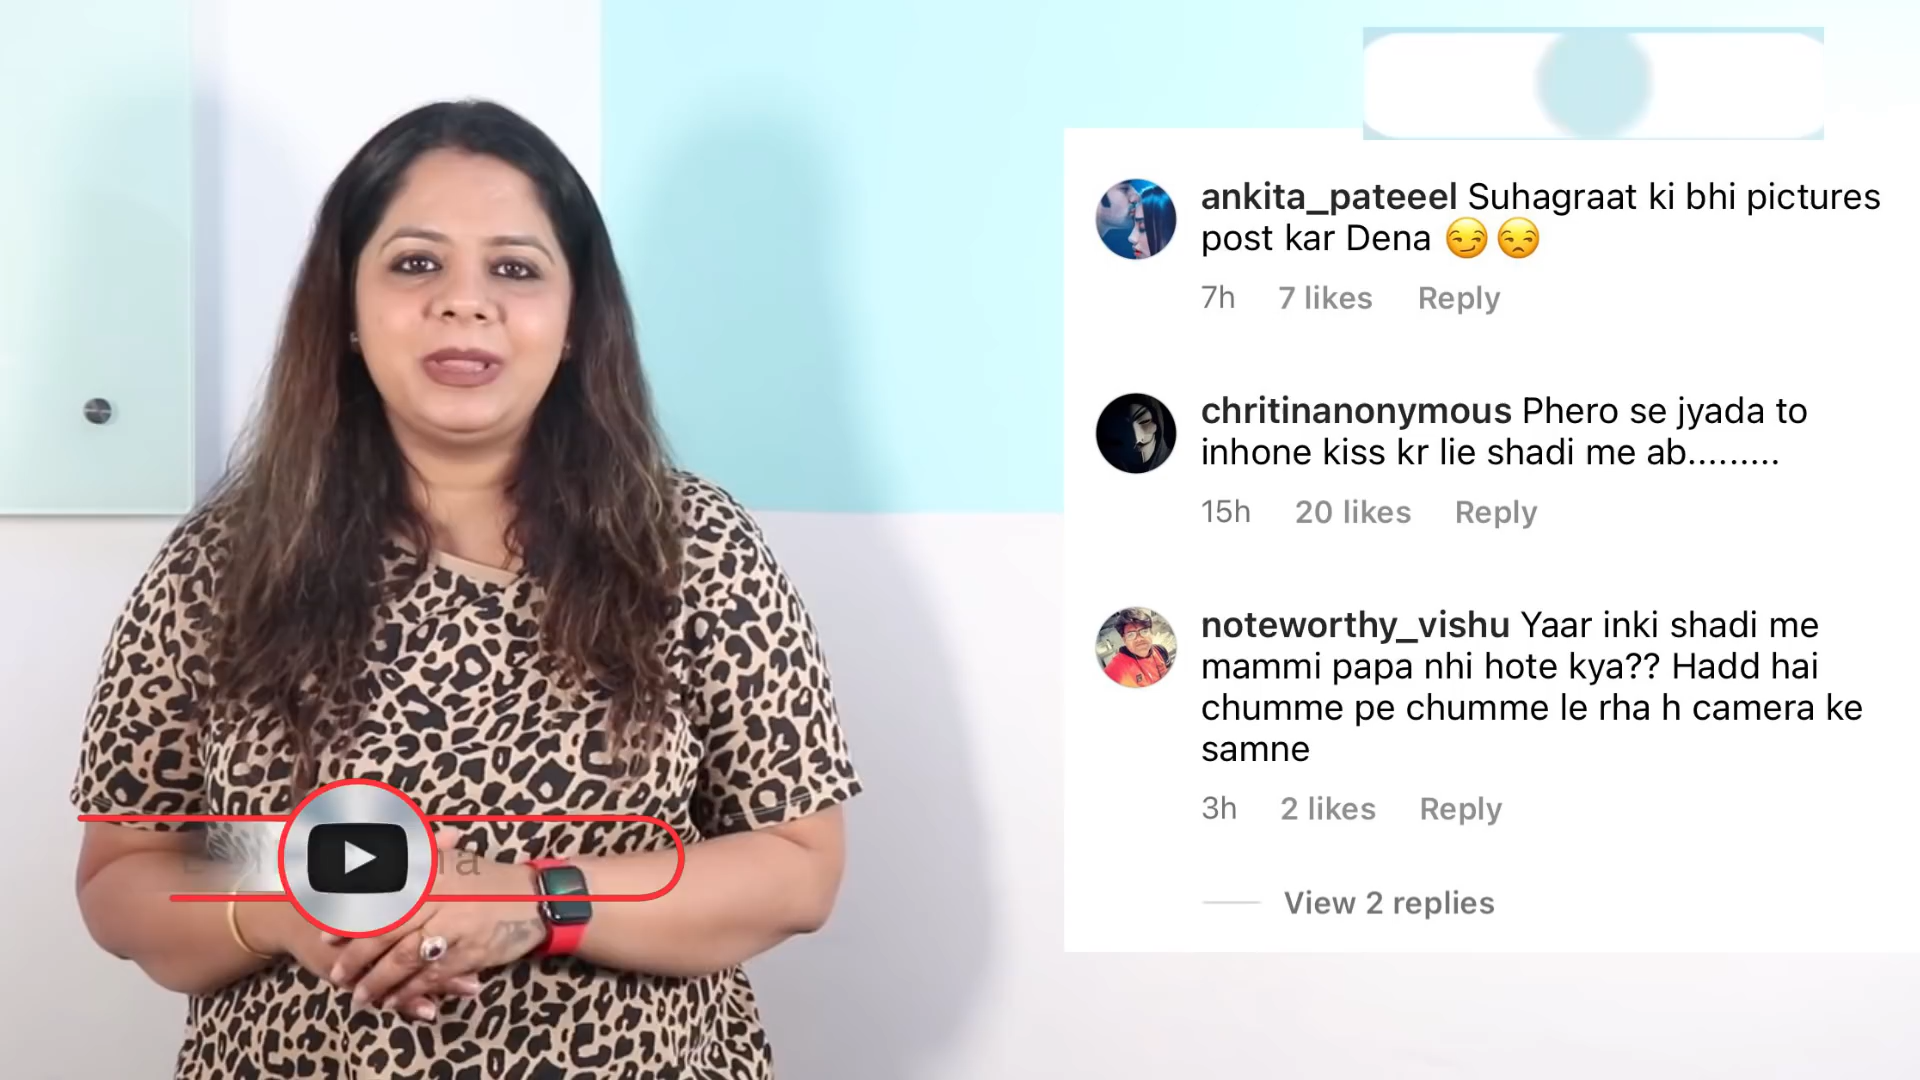 ankita_pateeel Suhagraat ki bhi pictures
post kar Dena 😏😒
7h 7 likes Reply
chritinanonymous Phero se jyada to
inhone kiss kr lie shadi me ab.........
15h 20 likes Reply
noteworthy_vishu Yaar inki shadi me
mammi papa nhi hote kya?? Hadd hai
chumme pe chumme le rha h camera ke
samne
3h 2 likes Reply
View 2 replies